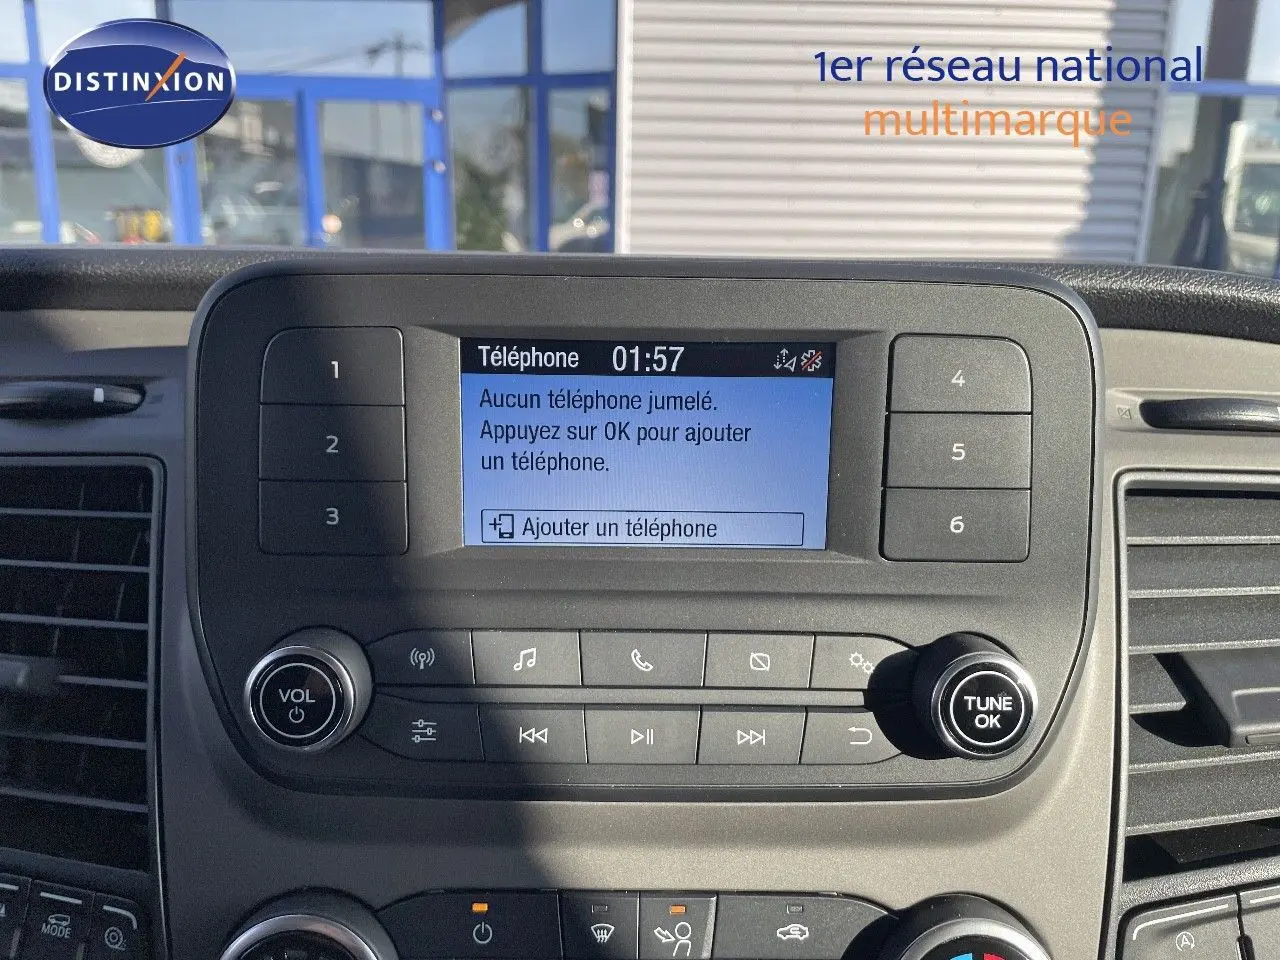 DISTINXION
1er réseau national
multimarque
Téléphone 01:57
Aucun téléphone jumelé.
Appuyez sur OK pour ajouter
un téléphone.
Ajouter un téléphone
1
2
3
4
5
6
VOL
TUNE
OK
MODE
A